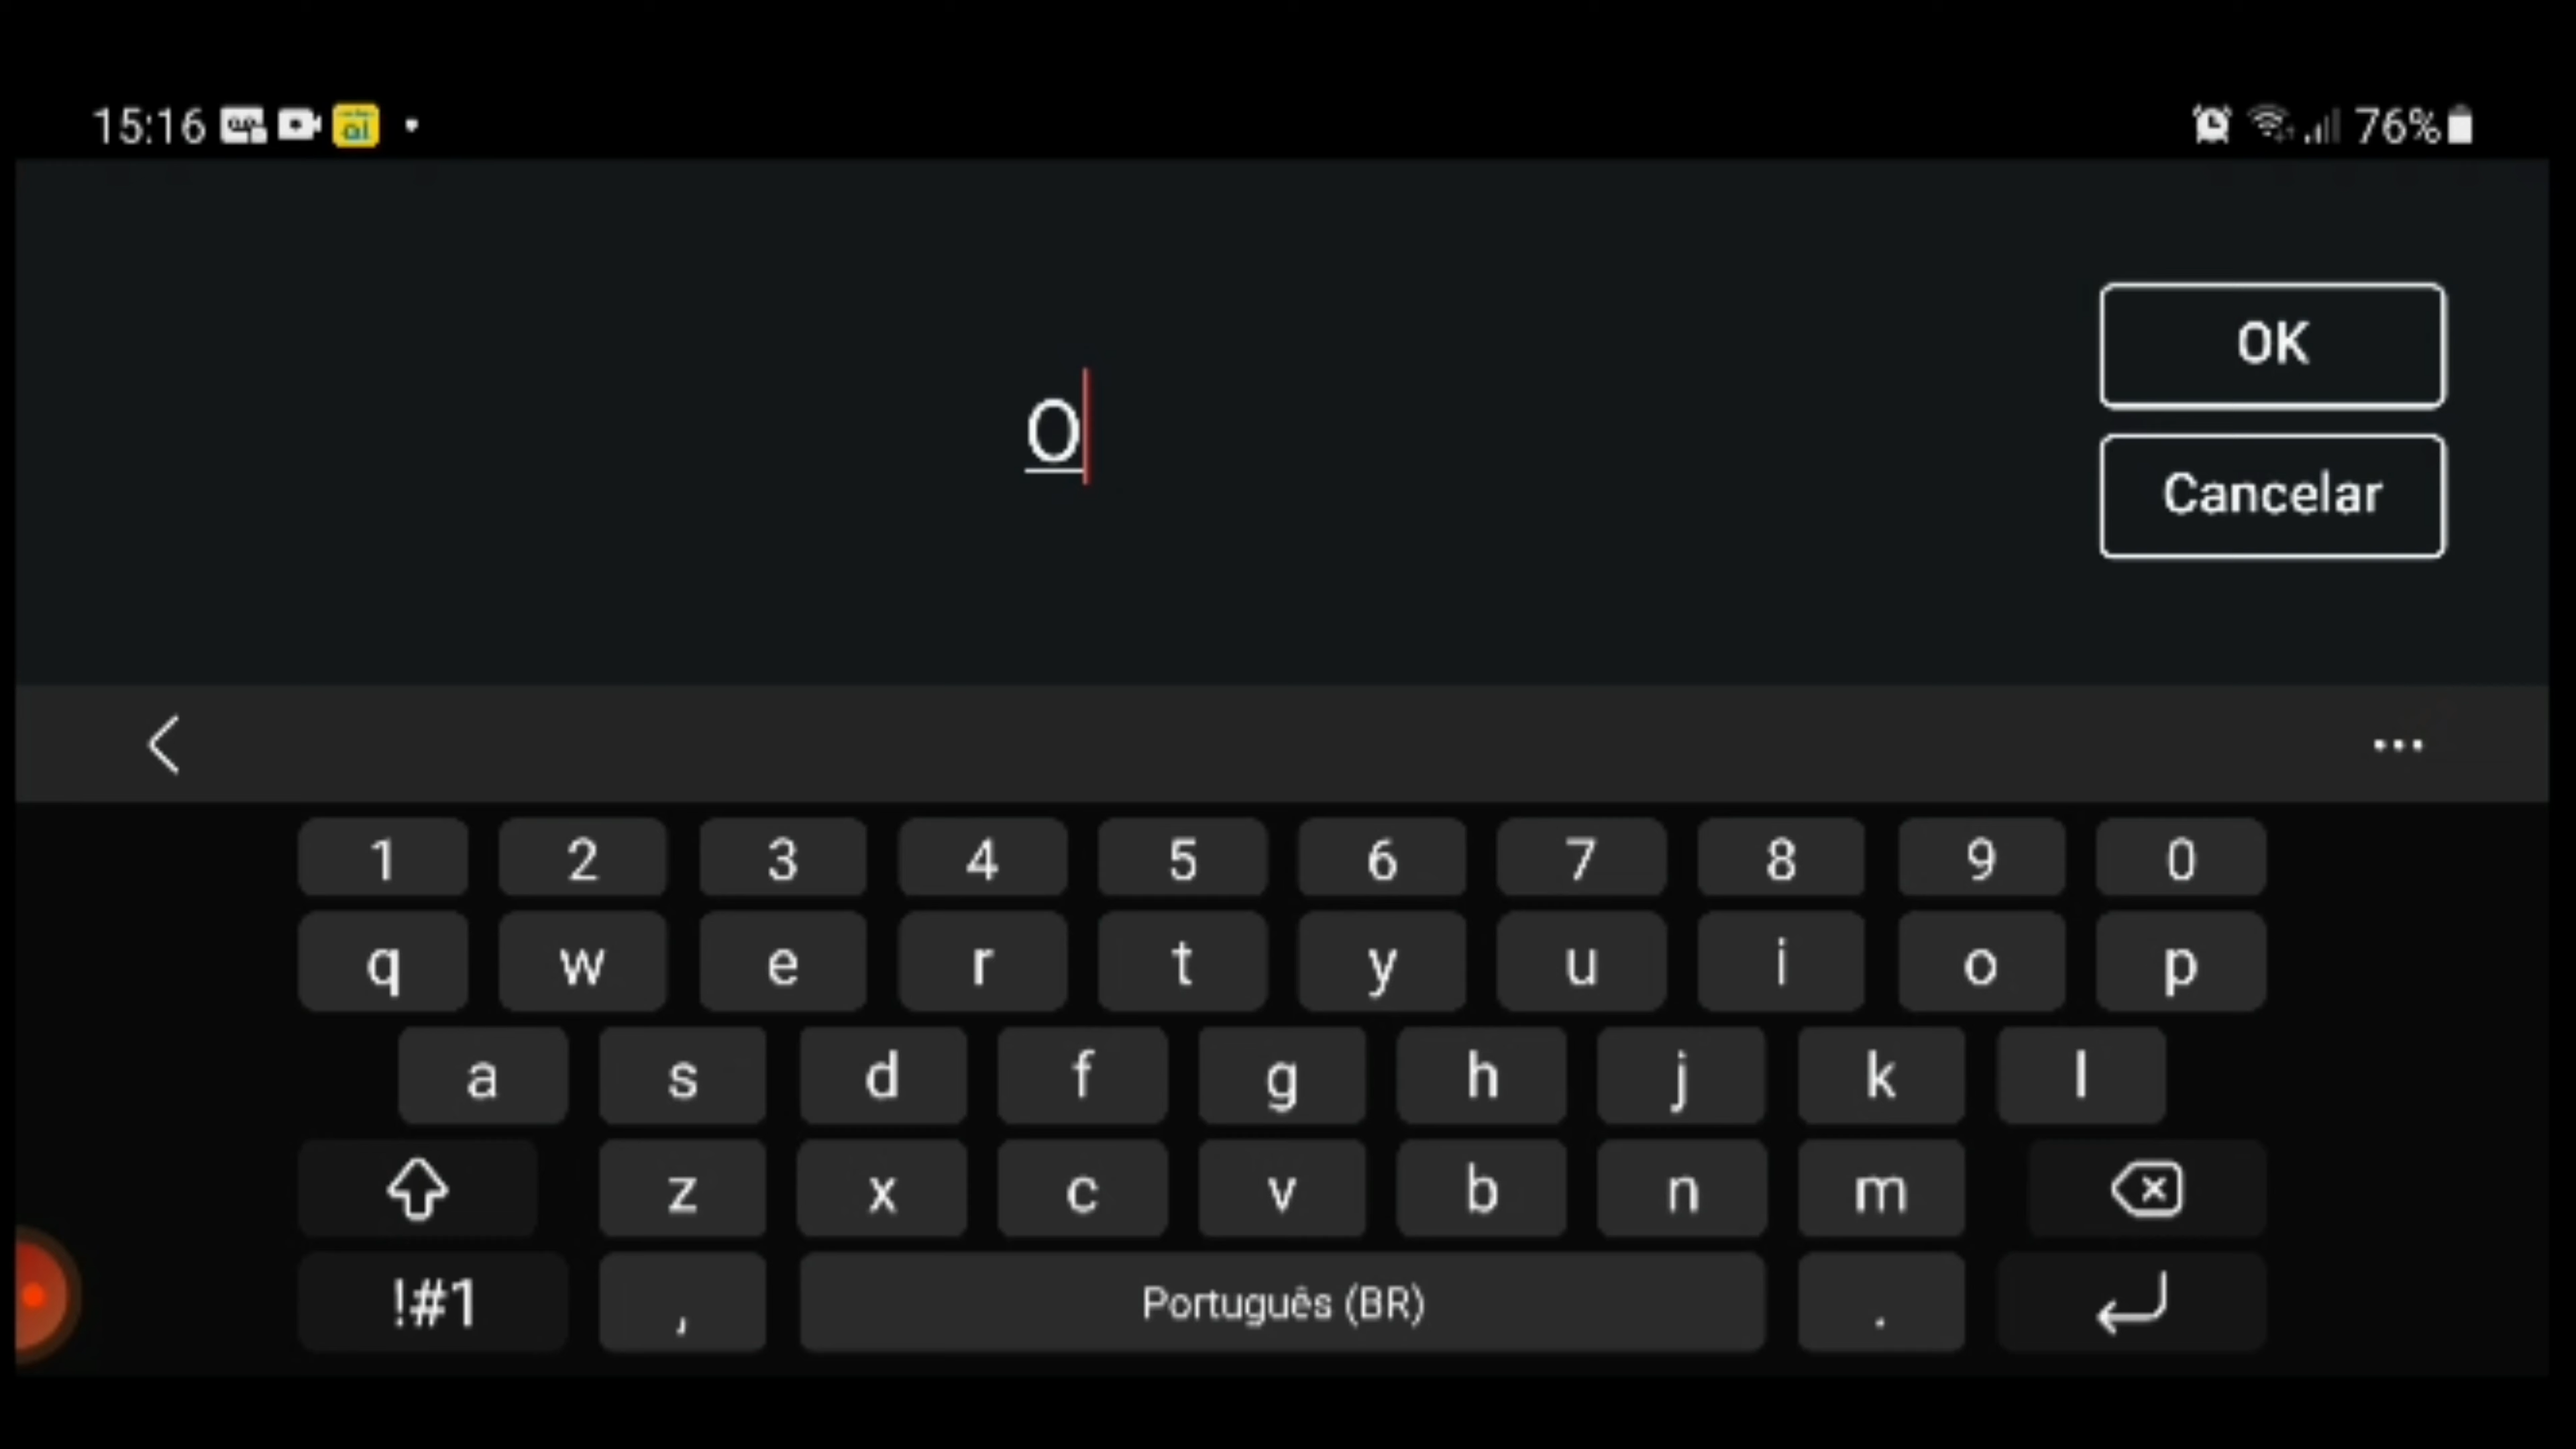 15:16 76%
OK
O
Cancelar
1 2 3 4 5 6 7 8 9 0
q w e r t y u i o p
a s d f g h j k l
z x c v b n m
!#1 , Português (BR) .